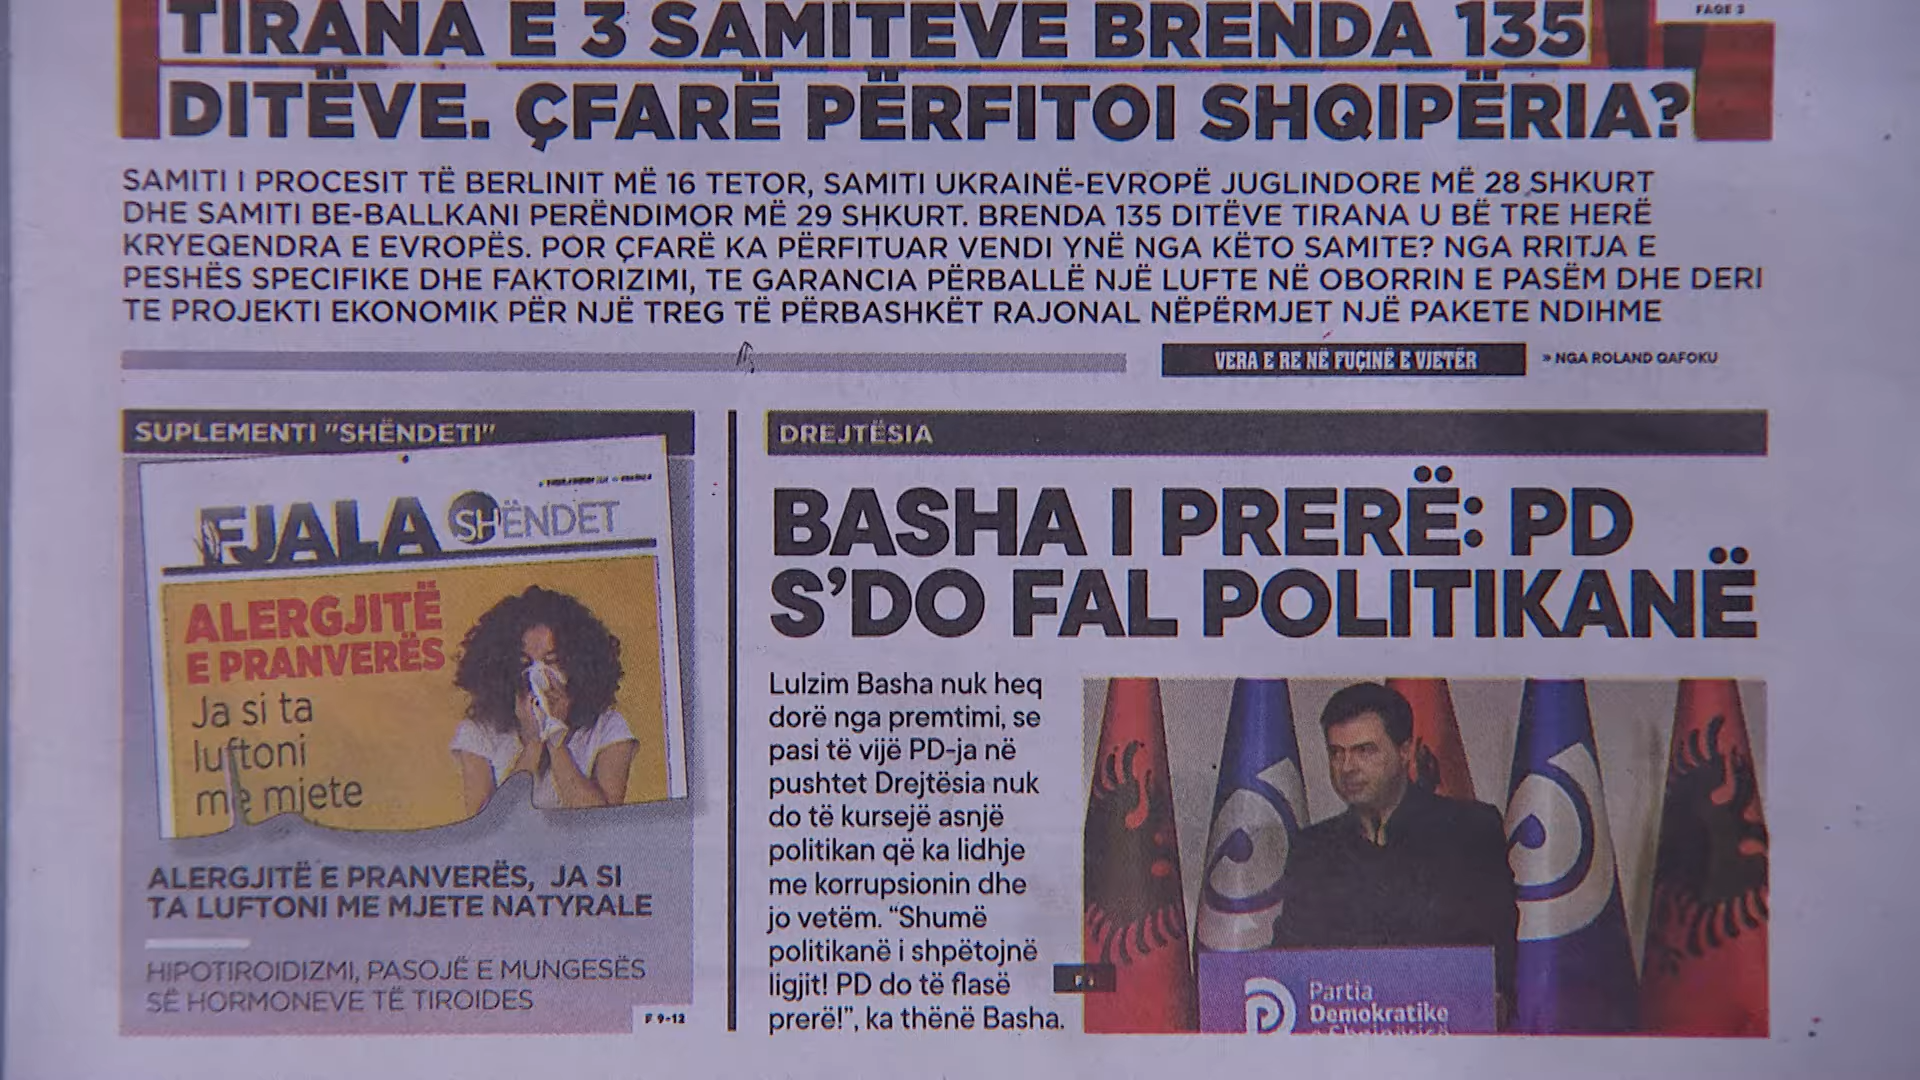 FAQE 3
TIRANA E 3 SAMITEVE BRENDA 135
DITËVE. ÇFARË PËRFITOI SHQIPËRIA?
SAMITI I PROCESIT TË BERLINIT MË 16 TETOR, SAMITI UKRAINË-EVROPË JUGLINDORE MË 28 SHKURT
DHE SAMITI BE-BALLKANI PERËNDIMOR MË 29 SHKURT. BRENDA 135 DITËVE TIRANA U BË TRE HERË
KRYEQENDRA E EVROPËS. POR ÇFARË KA PËRFITUAR VENDI YNË NGA KËTO SAMITE? NGA RRITJA E
PESHËS SPECIFIKE DHE FAKTORIZIMI, TE GARANCIA PËRBALLË NJË LUFTE NË OBORRIN E PASËM DHE DERI
TE PROJEKTI EKONOMIK PËR NJË TREG TË PËRBASHKËT RAJONAL NËPËRMJET NJË PAKETE NDIHME
VERA E RE NË FUÇINË E VJETËR
» NGA ROLAND QAFOKU
SUPLEMENTI "SHËNDETI"
FJALA SHËNDET
ALERGJITË
E PRANVERËS
Ja si ta
luftoni
me mjete
ALERGJITË E PRANVERËS, JA SI
TA LUFTONI ME MJETE NATYRALE
HIPOTIROIDIZMI, PASOJË E MUNGESËS
SË HORMONEVE TË TIROIDES
F 9-12
DREJTËSIA
BASHA I PRERË: PD
S'DO FAL POLITIKANË
Lulzim Basha nuk heq
dorë nga premtimi, se
pasi të vijë PD-ja në
pushtet Drejtësia nuk
do të kursejë asnjë
politikan që ka lidhje
me korrupsionin dhe
jo vetëm. “Shumë
politikanë i shpëtojnë
ligjit! PD do të flasë
prerë!”, ka thënë Basha.
Partia
Demokratike
e Shqipërisë